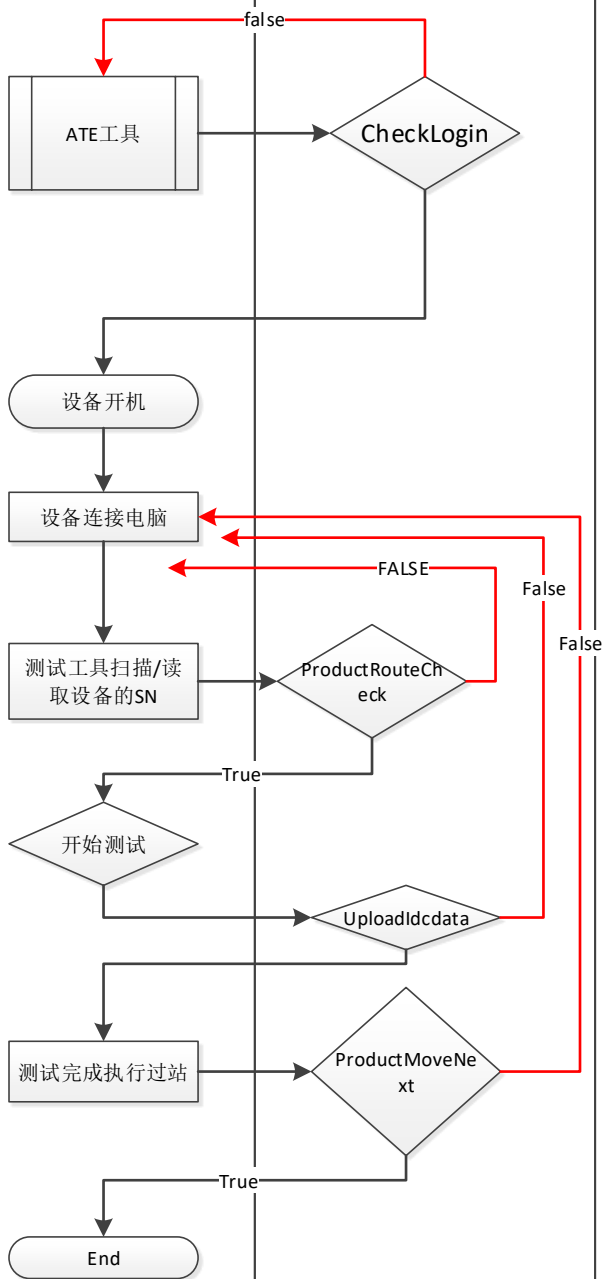 false
ATE工具
CheckLogin
设备开机
设备连接电脑
FALSE
False
False
测试工具扫描/读
取设备的SN
ProductRouteCh
eck
True
开始测试
UploadIdcdata
测试完成执行过站
ProductMoveNe
xt
True
End